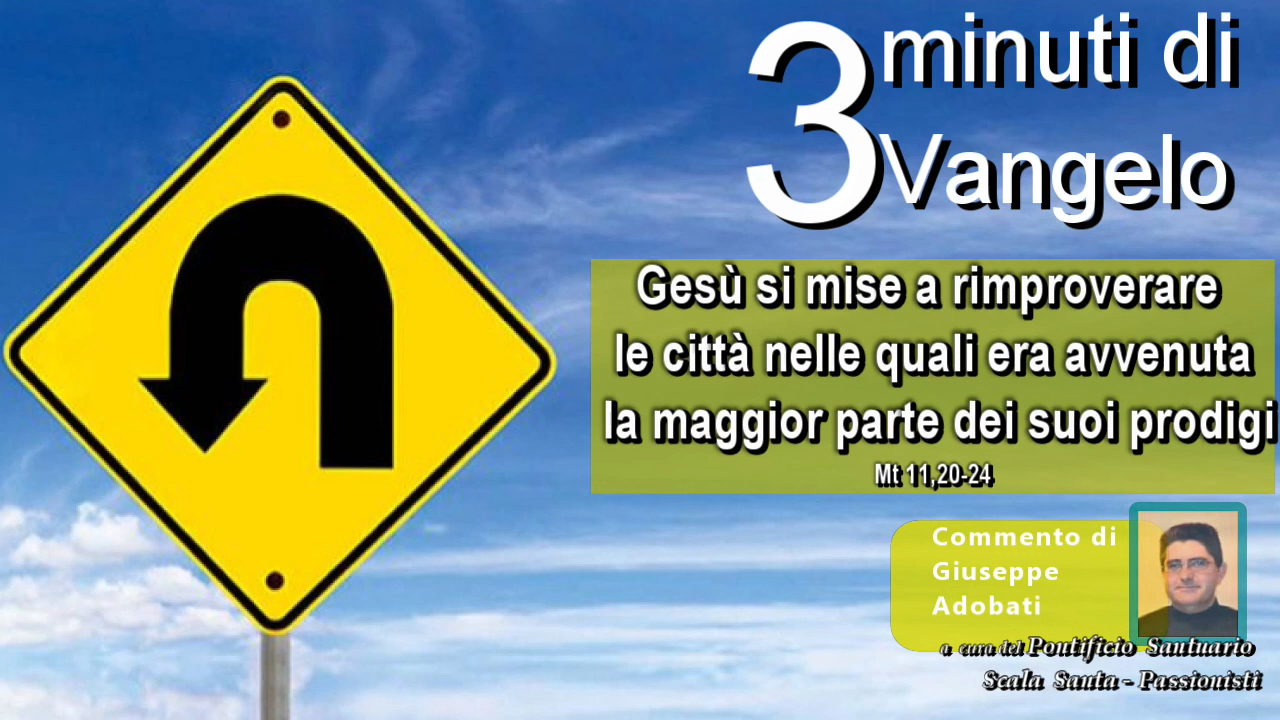 3 minuti di
Vangelo
Gesù si mise a rimproverare
le città nelle quali era avvenuta
la maggior parte dei suoi prodigi
Mt 11,20-24
Commento di
Giuseppe
Adobati
a cura del Pontificio Santuario
Scala Santa - Passionisti